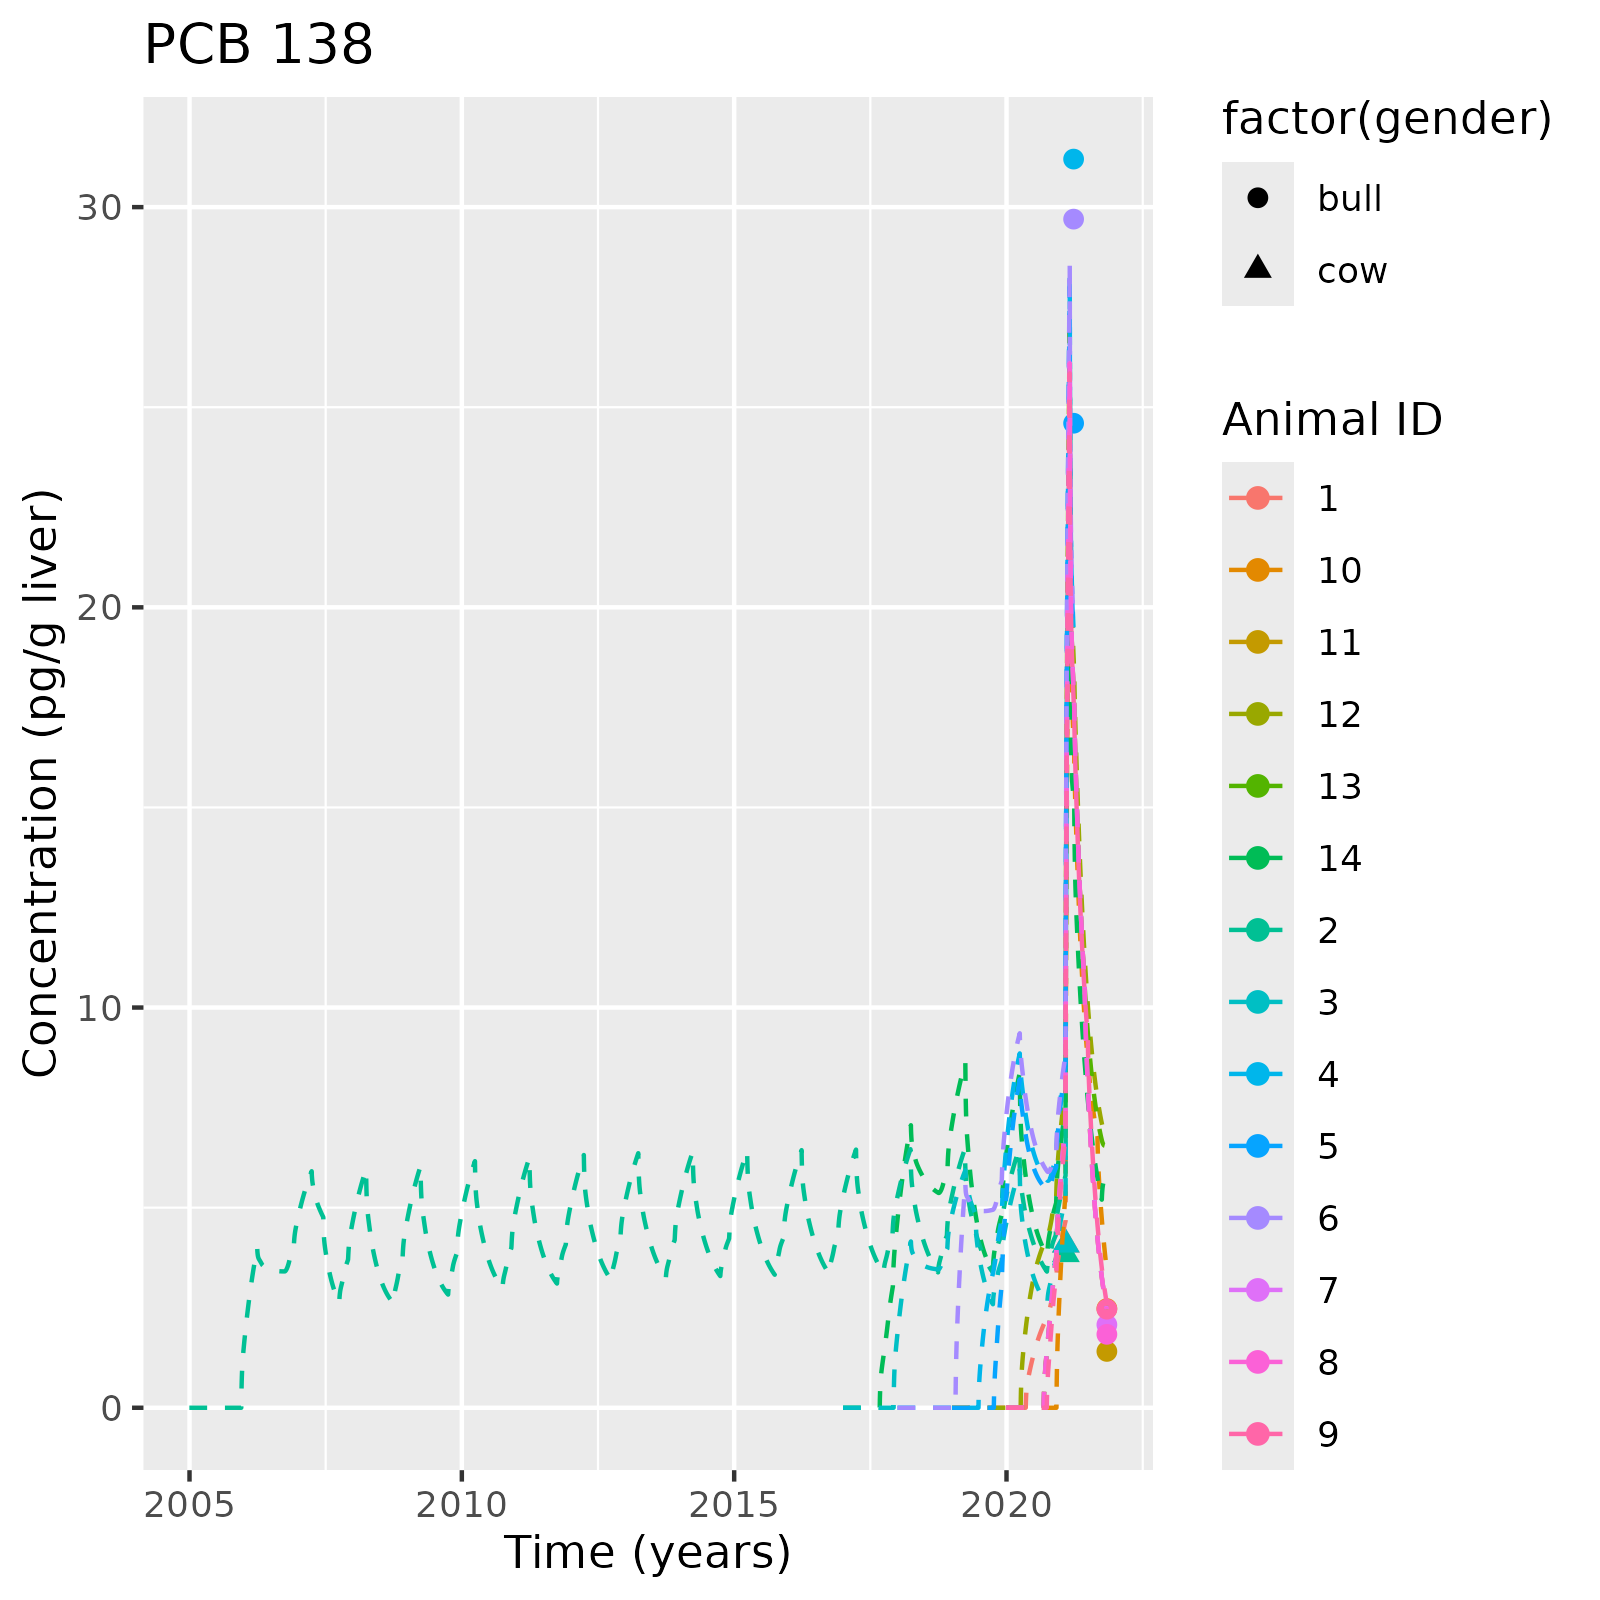 PCB 138
Concentration (pg/g liver)
30
20
10
0
2005 2010 2015 2020
Time (years)
factor(gender)
bull
cow
Animal ID
1
10
11
12
13
14
2
3
4
5
6
7
8
9